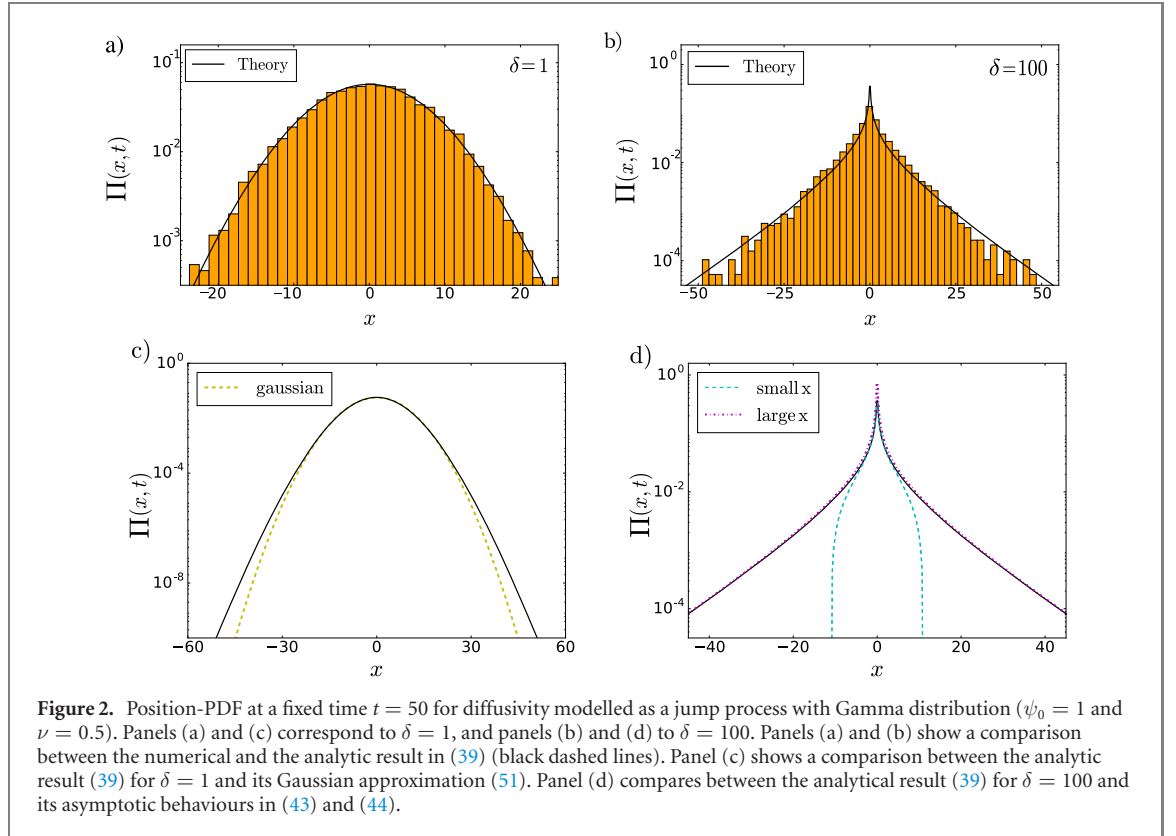 a)
Theory
δ=1
10⁻¹
10⁻²
10⁻³
Π(x,t)
−20 −10 0 10 20
x
b)
Theory
δ=100
10⁰
10⁻²
10⁻⁴
Π(x,t)
−50 −25 0 25 50
x
c)
gaussian
10⁰
10⁻⁴
10⁻⁸
Π(x,t)
−60 −30 0 30 60
x
d)
small x
large x
10⁰
10⁻²
10⁻⁴
Π(x,t)
−40 −20 0 20 40
x
Figure 2. Position-PDF at a fixed time t = 50 for diffusivity modelled as a jump process with Gamma distribution (ψ₀ = 1 and
ν = 0.5). Panels (a) and (c) correspond to δ = 1, and panels (b) and (d) to δ = 100. Panels (a) and (b) show a comparison
between the numerical and the analytic result in (39) (black dashed lines). Panel (c) shows a comparison between the analytic
result (39) for δ = 1 and its Gaussian approximation (51). Panel (d) compares between the analytical result (39) for δ = 100 and
its asymptotic behaviours in (43) and (44).